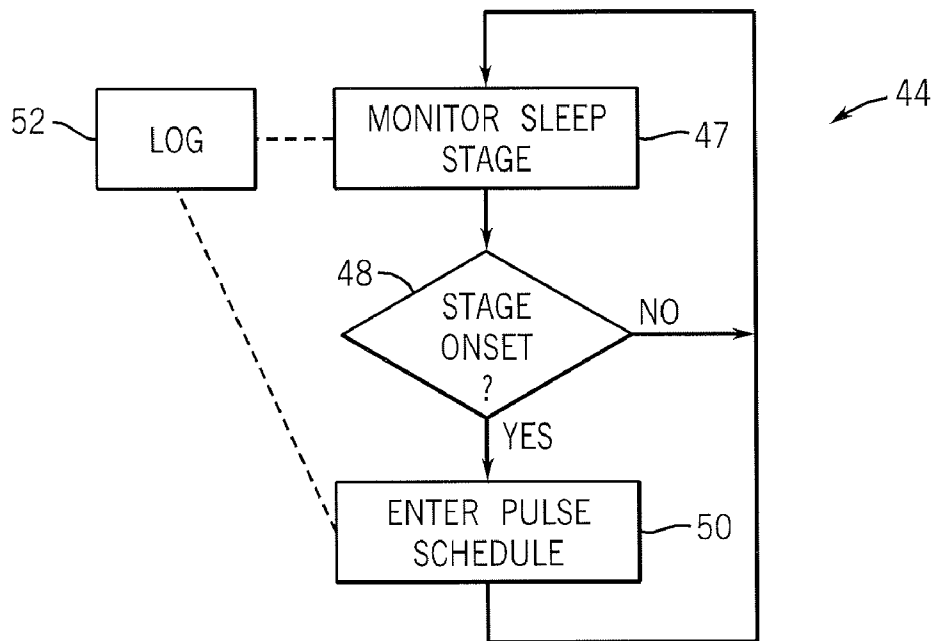 44
52
LOG
MONITOR SLEEP
STAGE
47
48
STAGE
ONSET
?
NO
YES
ENTER PULSE
SCHEDULE
50